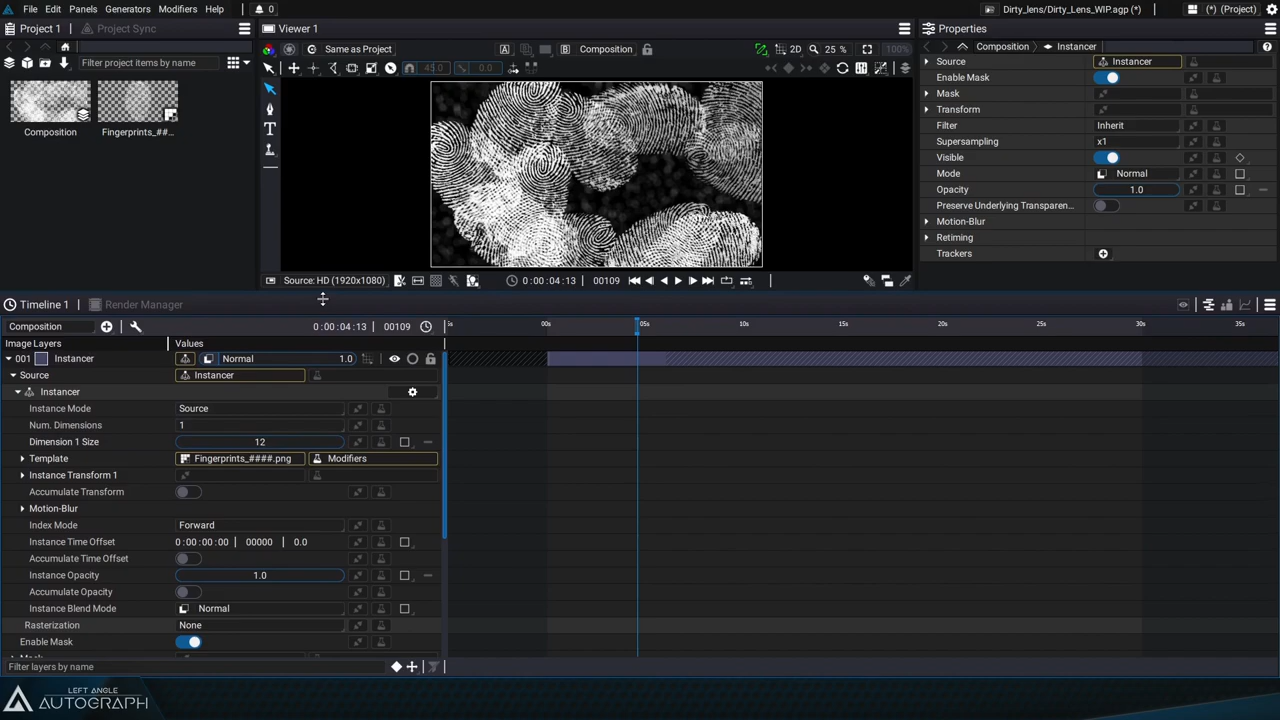 File Edit Panels Generators Modifiers Help 0 Dirty_lens/Dirty_Lens_WIP.agp (*) (*) (Project)
Project 1 Project Sync Viewer 1 Properties
Filter project items by name Same as Project A B Composition 2D 25 % 100% Composition Instancer
45.0 0.0
Composition Fingerprints_##...
Source Instancer
Enable Mask
Mask
Transform
Filter Inherit
Supersampling x1
Visible
Mode Normal
Opacity 1.0
Preserve Underlying Transparen...
Motion-Blur
Retiming
Trackers
Source: HD (1920x1080) 0:00:04:13 00109
Timeline 1 Render Manager
Composition 0:00:04:13 00109 5s 00s 05s 10s 15s 20s 25s 30s 35s
Image Layers Values
001 Instancer Normal 1.0
Source Instancer
Instancer
Instance Mode Source
Num. Dimensions 1
Dimension 1 Size 12
Template Fingerprints_####.png Modifiers
Instance Transform 1
Accumulate Transform
Motion-Blur
Index Mode Forward
Instance Time Offset 0:00:00:00 00000 0.0
Accumulate Time Offset
Instance Opacity 1.0
Accumulate Opacity
Instance Blend Mode Normal
Rasterization None
Enable Mask
Filter layers by name
LEFT ANGLE
AUTOGRAPH